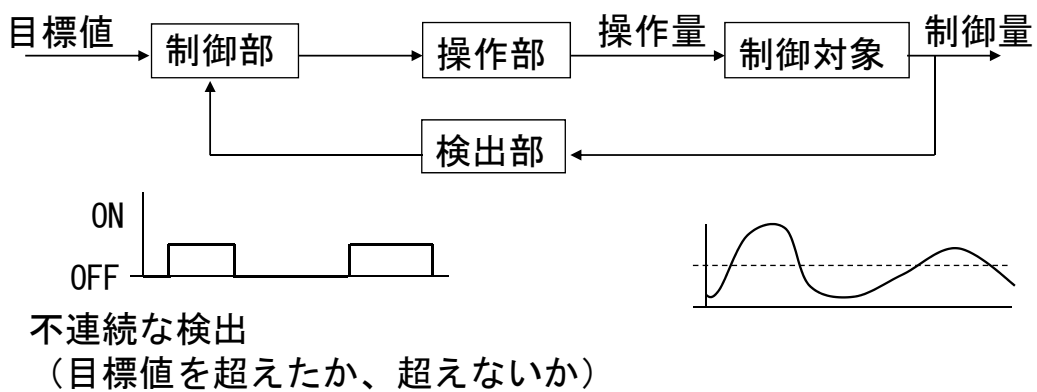 目標値
制御部
操作部
操作量
制御対象
制御量
検出部
ON
OFF
不連続な検出
(目標値を超えたか、超えないか)